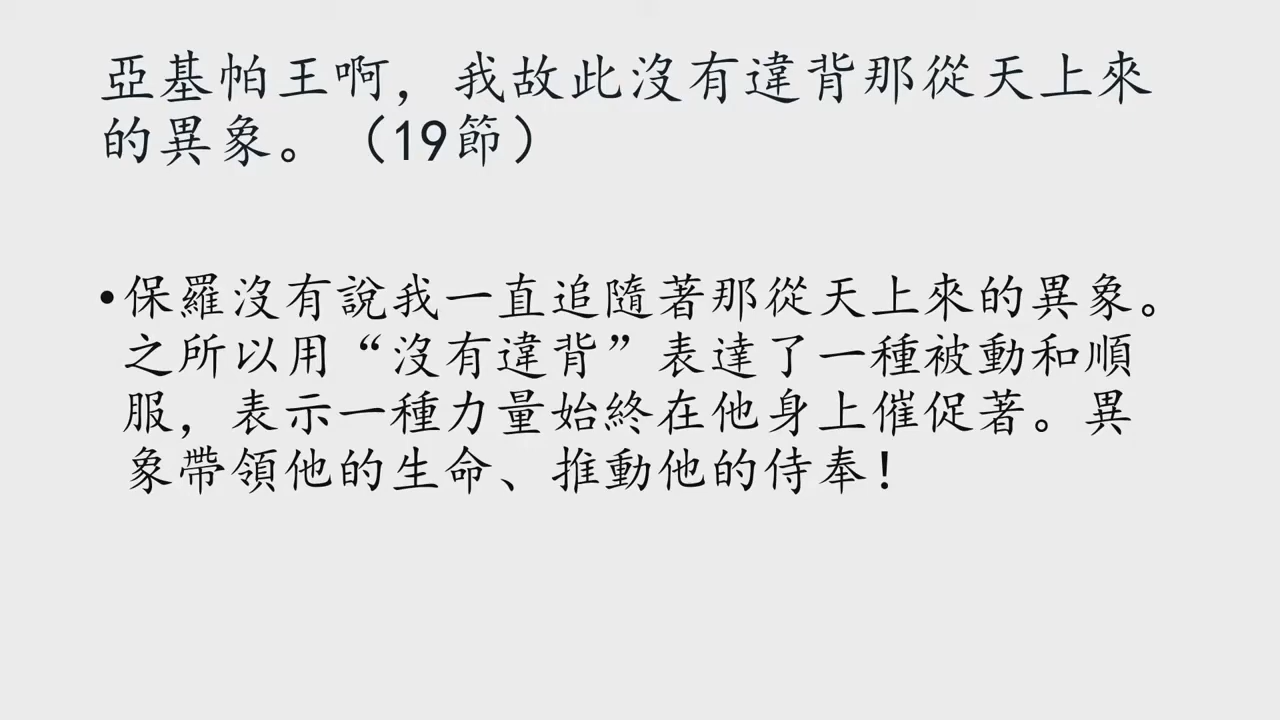 亞基帕王啊，我故此沒有違背那從天上來
的異象。（19節）
•保羅沒有說我一直追隨著那從天上來的異象。
之所以用“沒有違背”表達了一種被動和順
服，表示一種力量始終在他身上催促著。異
象帶領他的生命、推動他的侍奉！